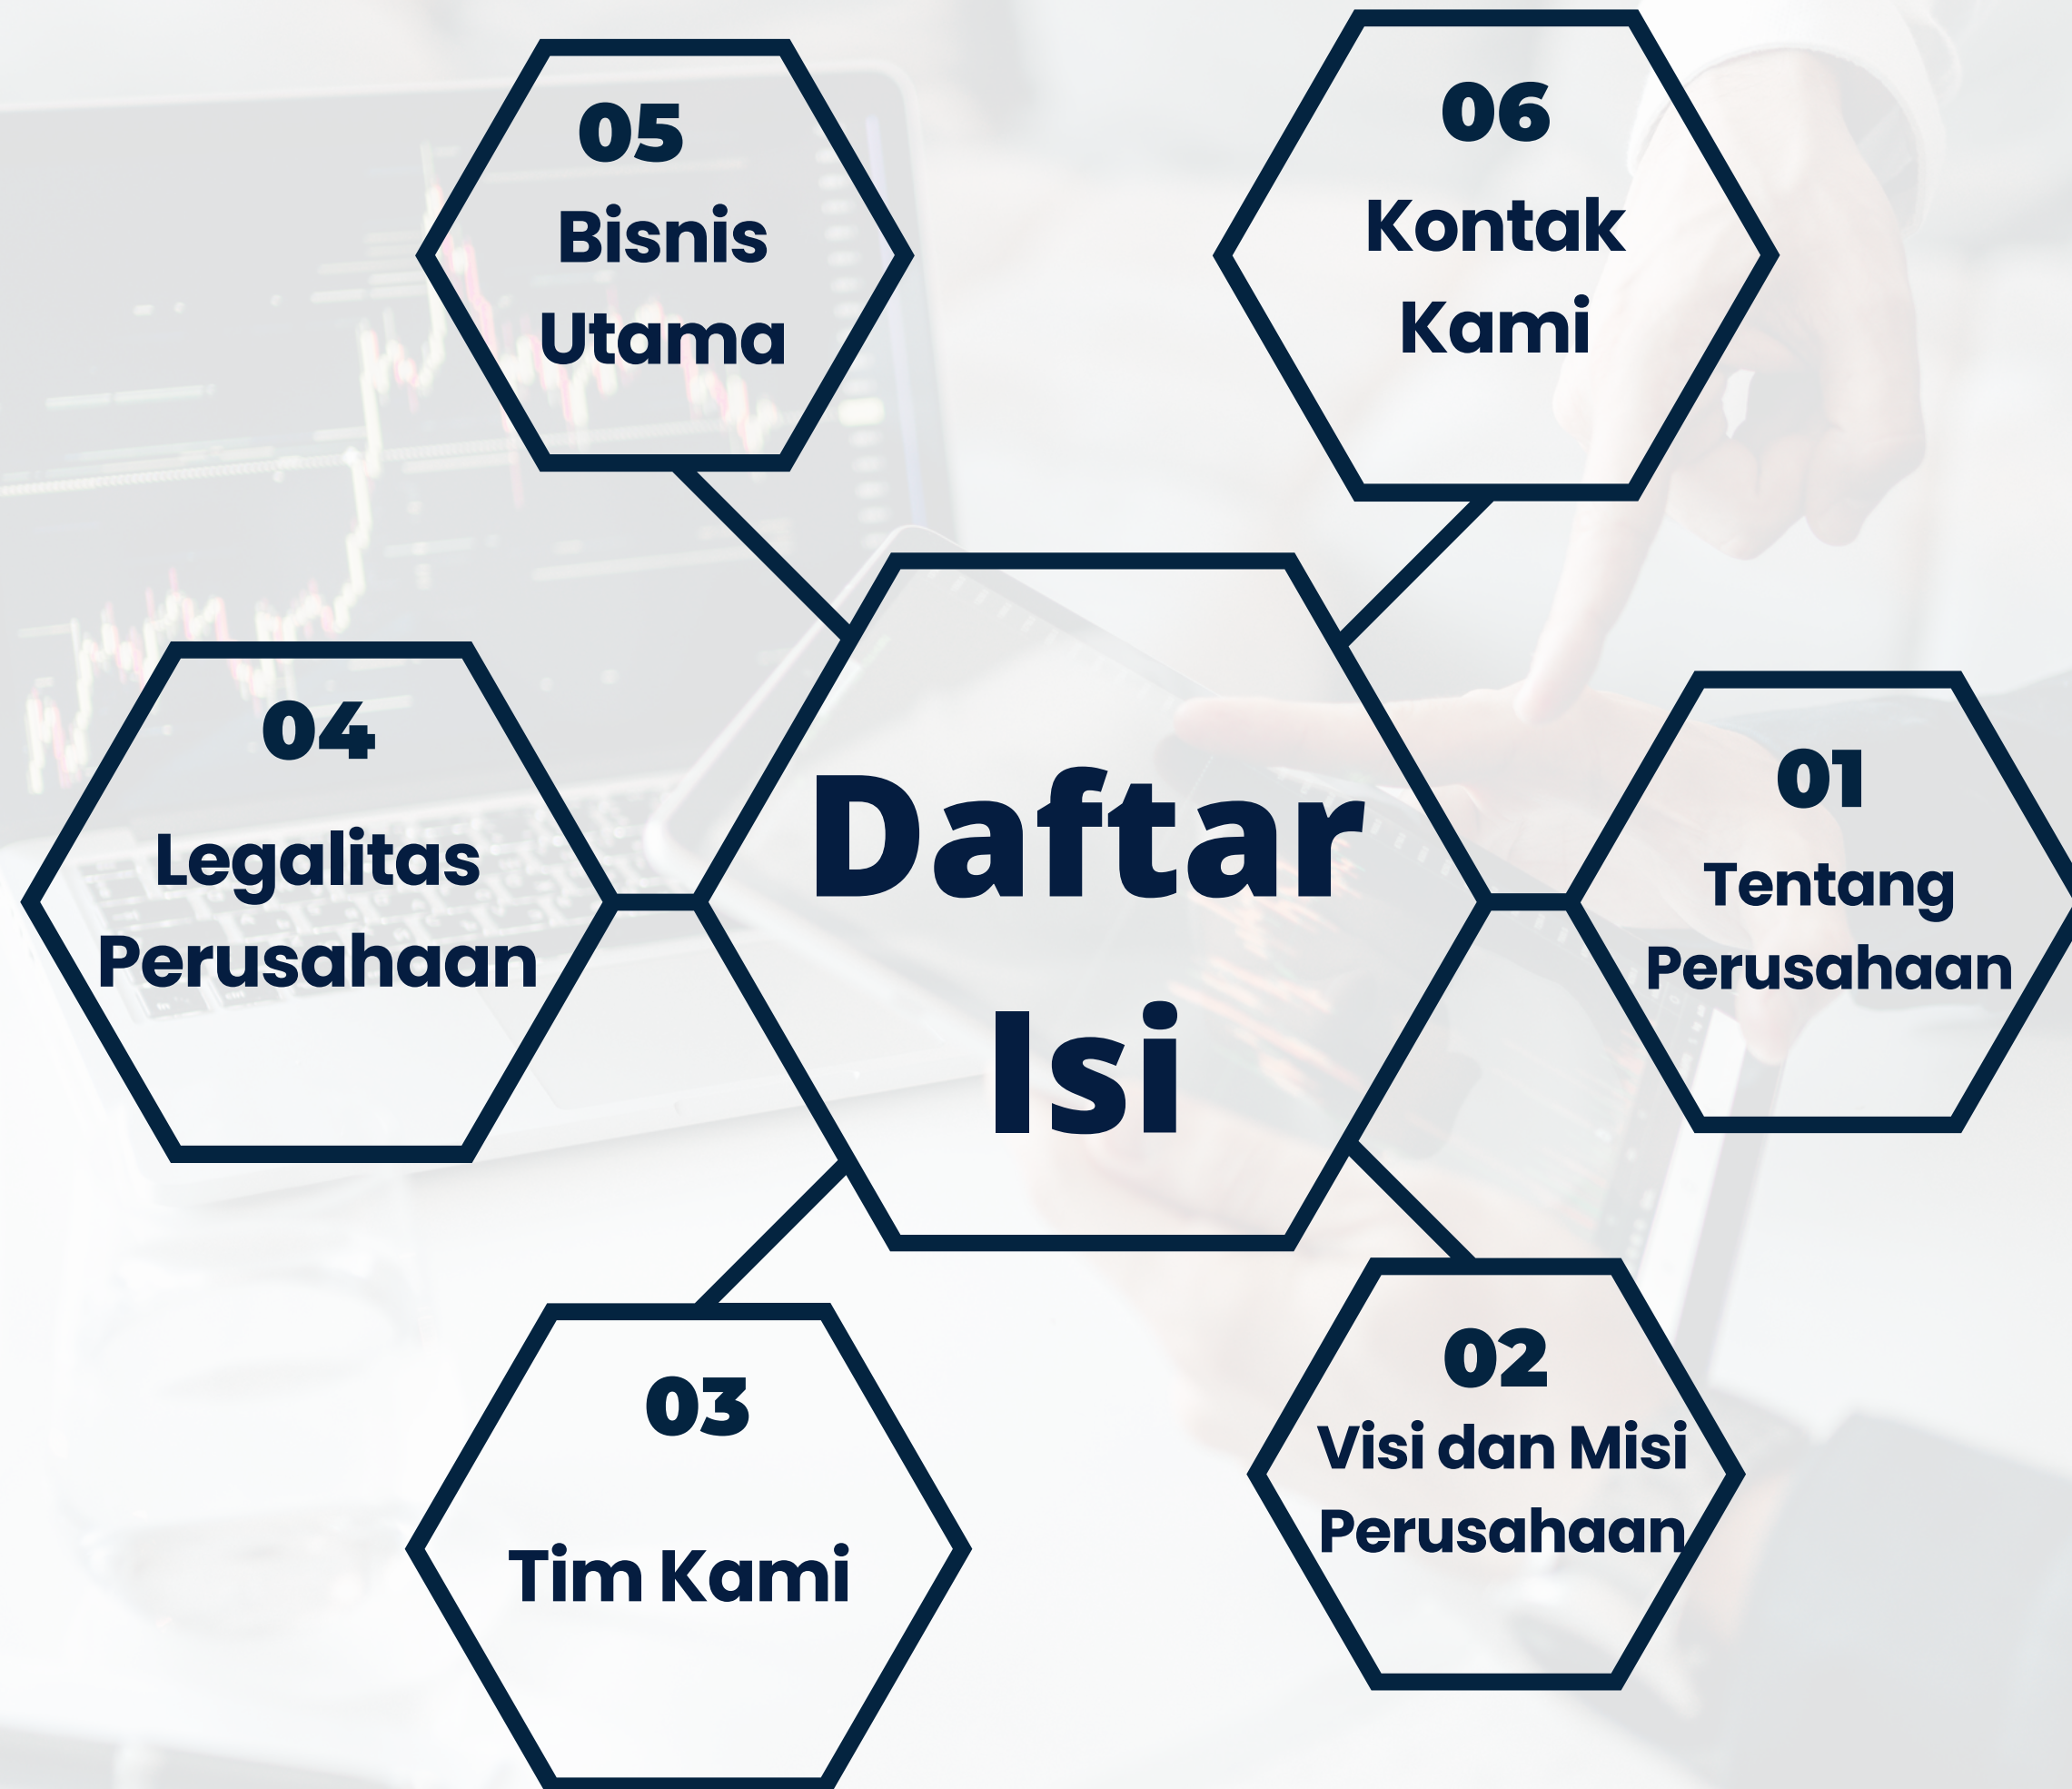 Daftar
Isi
01
Tentang
Perusahaan
02
Visi dan Misi
Perusahaan
03
Tim Kami
04
Legalitas
Perusahaan
05
Bisnis
Utama
06
Kontak
Kami